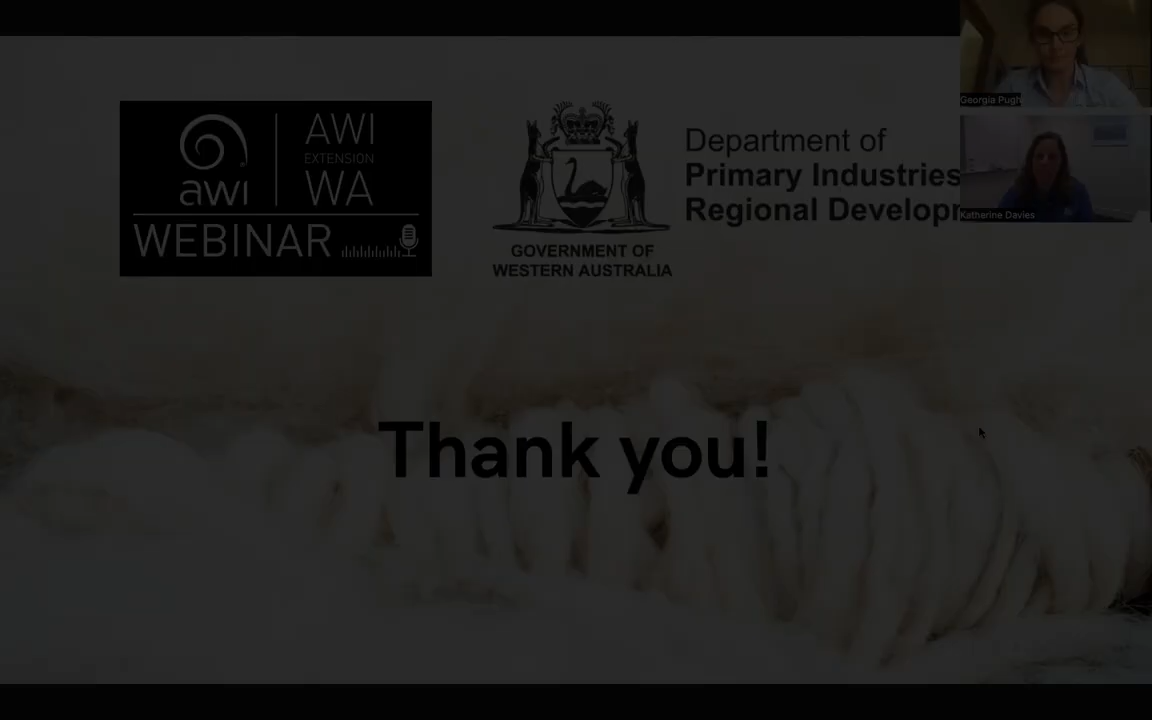 awi
AWI
EXTENSION
WA
WEBINAR
GOVERNMENT OF
WESTERN AUSTRALIA
Department of
Primary Industries
Regional Develop
Georgia Pugh
Katherine Davies
Thank you!